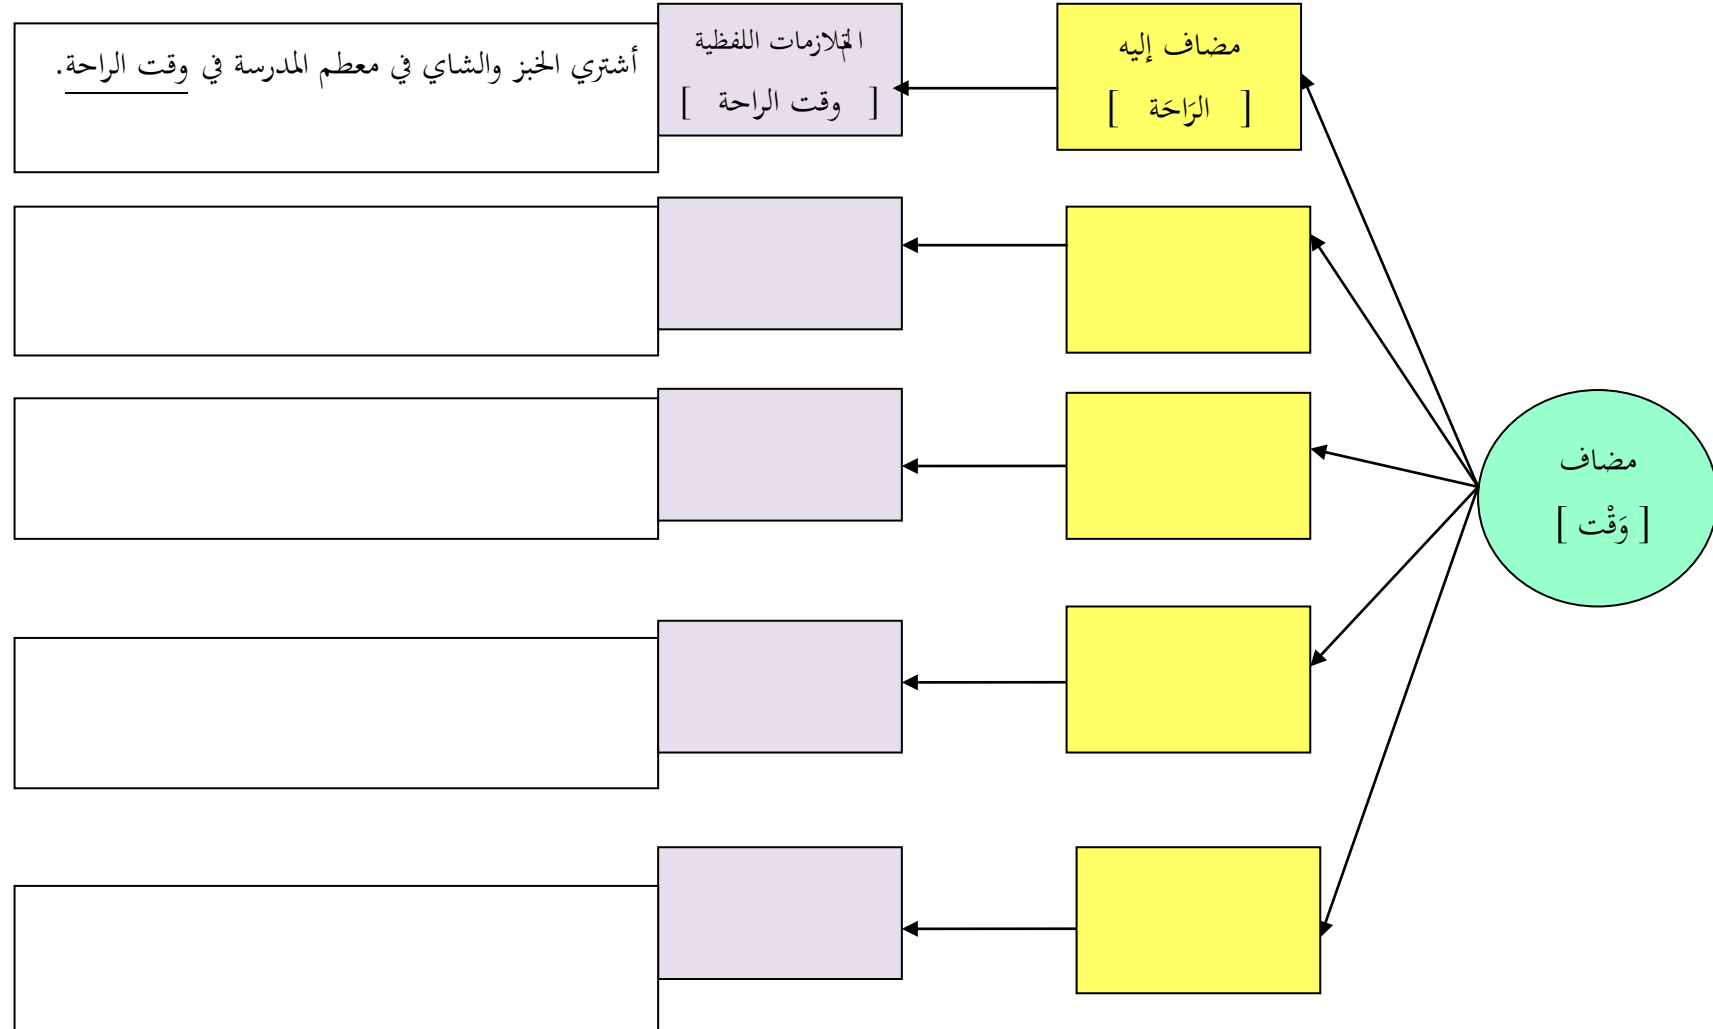 مضاف إليه
[ الرَاحَة ]
المتلازمات اللفظية
[ وقت الراحة ]
أشتري الخبز والشاي في معطم المدرسة في وقت الراحة.
مضاف
[ وَقْت ]